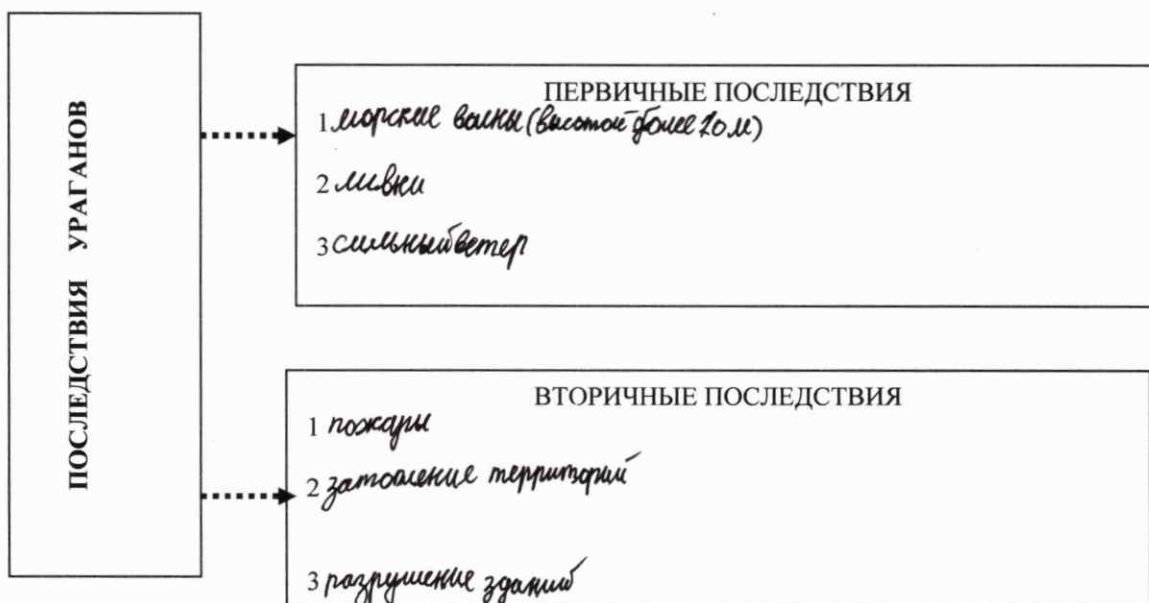 ПОСЛЕДСТВИЯ УРАГАНОВ
ПЕРВИЧНЫЕ ПОСЛЕДСТВИЯ
1 морские волны (высотой более 10 м)
2 ливни
3 сильный ветер
ВТОРИЧНЫЕ ПОСЛЕДСТВИЯ
1 пожары
2 затопление территорий
3 разрушение зданий